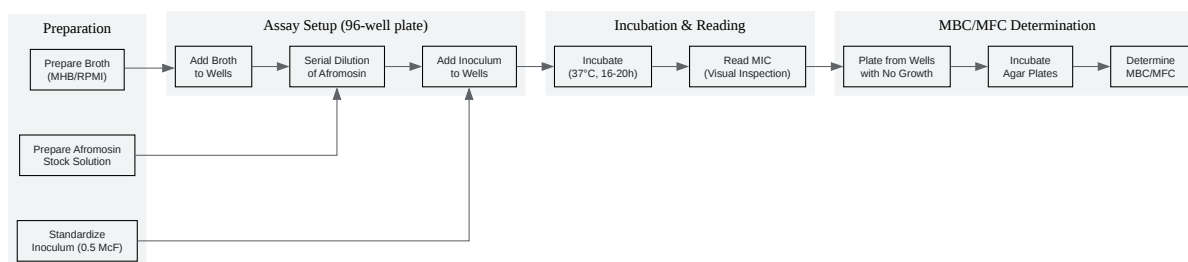 Preparation
Prepare Broth
(MHB/RPMI)
Prepare Afromosin
Stock Solution
Standardize
Inoculum (0.5 McF)
Assay Setup (96-well plate)
Add Broth
to Wells
Serial Dilution
of Afromosin
Add Inoculum
to Wells
Incubation & Reading
Incubate
(37°C, 16-20h)
Read MIC
(Visual Inspection)
MBC/MFC Determination
Plate from Wells
with No Growth
Incubate
Agar Plates
Determine
MBC/MFC